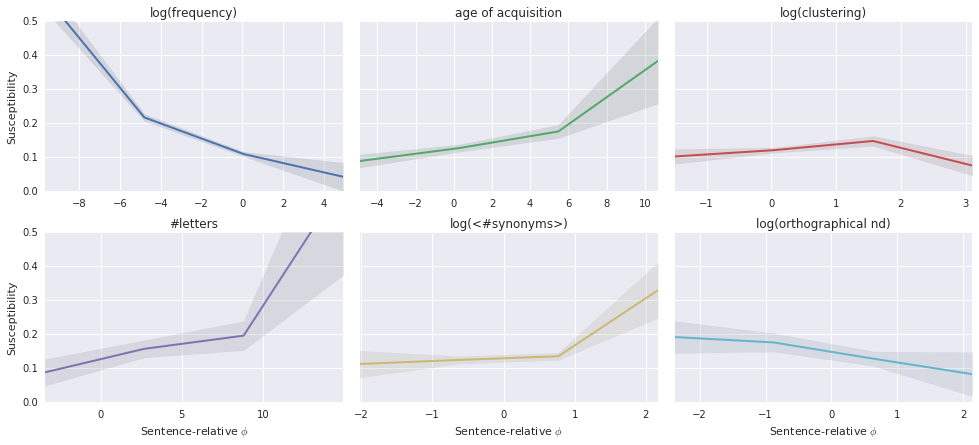 log(frequency) age of acquisition log(clustering)
0.5
0.4
0.3
0.2
0.1
0.0
Susceptibility
−8 −6 −4 −2 0 2 4 −4 −2 0 2 4 6 8 10 −1 0 1 2 3
#letters log(<#synonyms>) log(orthographical nd)
0.5
0.4
0.3
0.2
0.1
0.0
Susceptibility
0 5 10 −2 −1 0 1 2 −2 −1 0 1 2
Sentence-relative ϕ Sentence-relative ϕ Sentence-relative ϕ